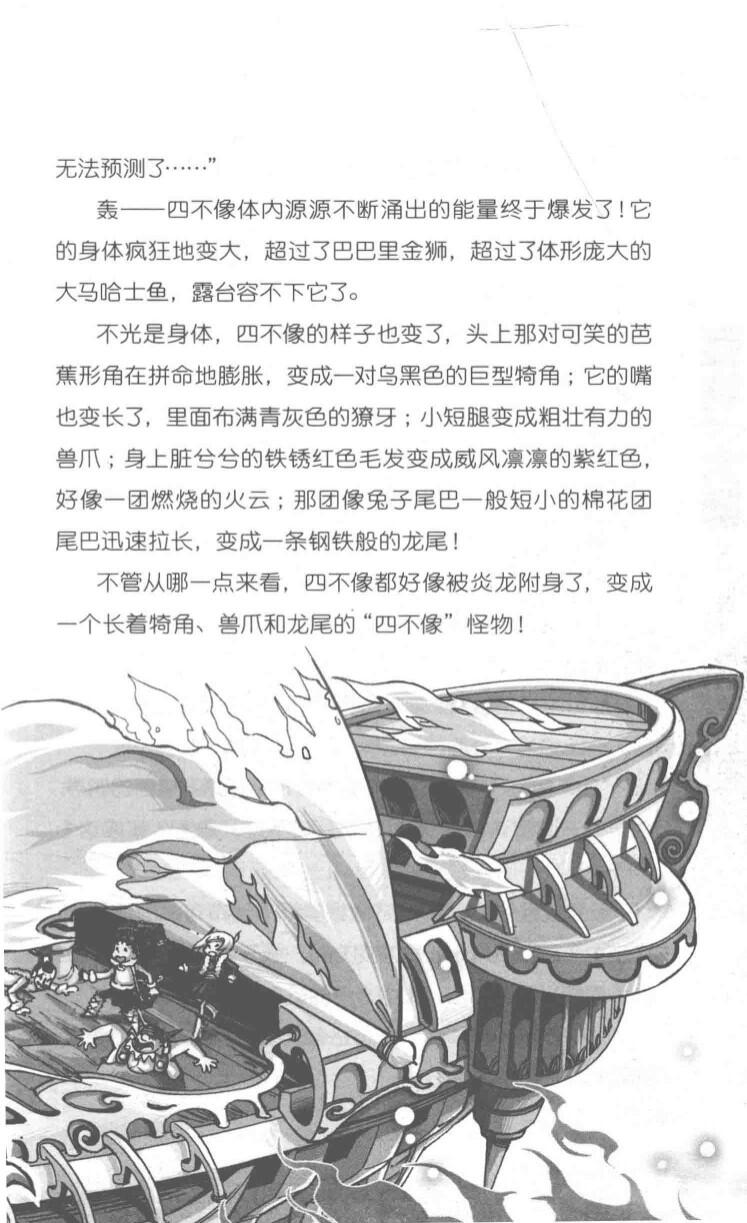 无法预测了……”
轰——四不像体内源源不断涌出的能量终于爆发了！它
的身体疯狂地变大，超过了巴巴里金狮，超过了体形庞大的
大马哈士鱼，露台容不下它了。
不光是身体，四不像的样子也变了，头上那对可笑的芭
蕉形角在拼命地膨胀，变成一对乌黑色的巨型犄角；它的嘴
也变长了，里面布满青灰色的獠牙；小短腿变成粗壮有力的
兽爪；身上脏兮兮的铁锈红色毛发变成威风凛凛的紫红色，
好像一团燃烧的火云；那团像兔子尾巴一般短小的棉花团
尾巴迅速拉长，变成一条钢铁般的龙尾！
不管从哪一点来看，四不像都好像被炎龙附身了，变成
一个长着犄角、兽爪和龙尾的“四不像”怪物！